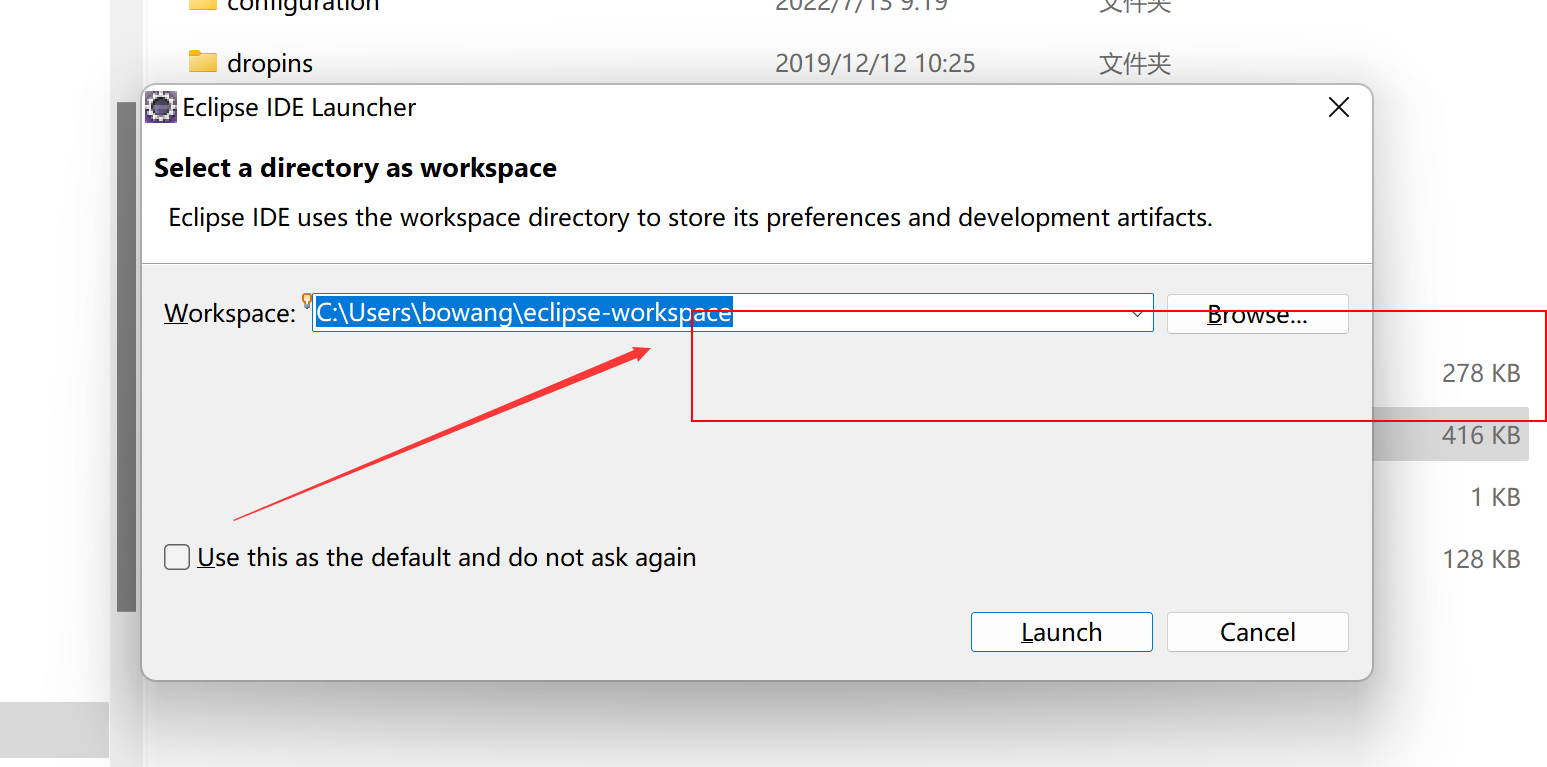 configuration 2022/7/13 9:19 文件夹
dropins 2019/12/12 10:25 文件夹
Eclipse IDE Launcher
Select a directory as workspace
Eclipse IDE uses the workspace directory to store its preferences and development artifacts.
Workspace: C:\Users\bowang\eclipse-workspace Browse...
278 KB
416 KB
1 KB
Use this as the default and do not ask again
128 KB
Launch Cancel